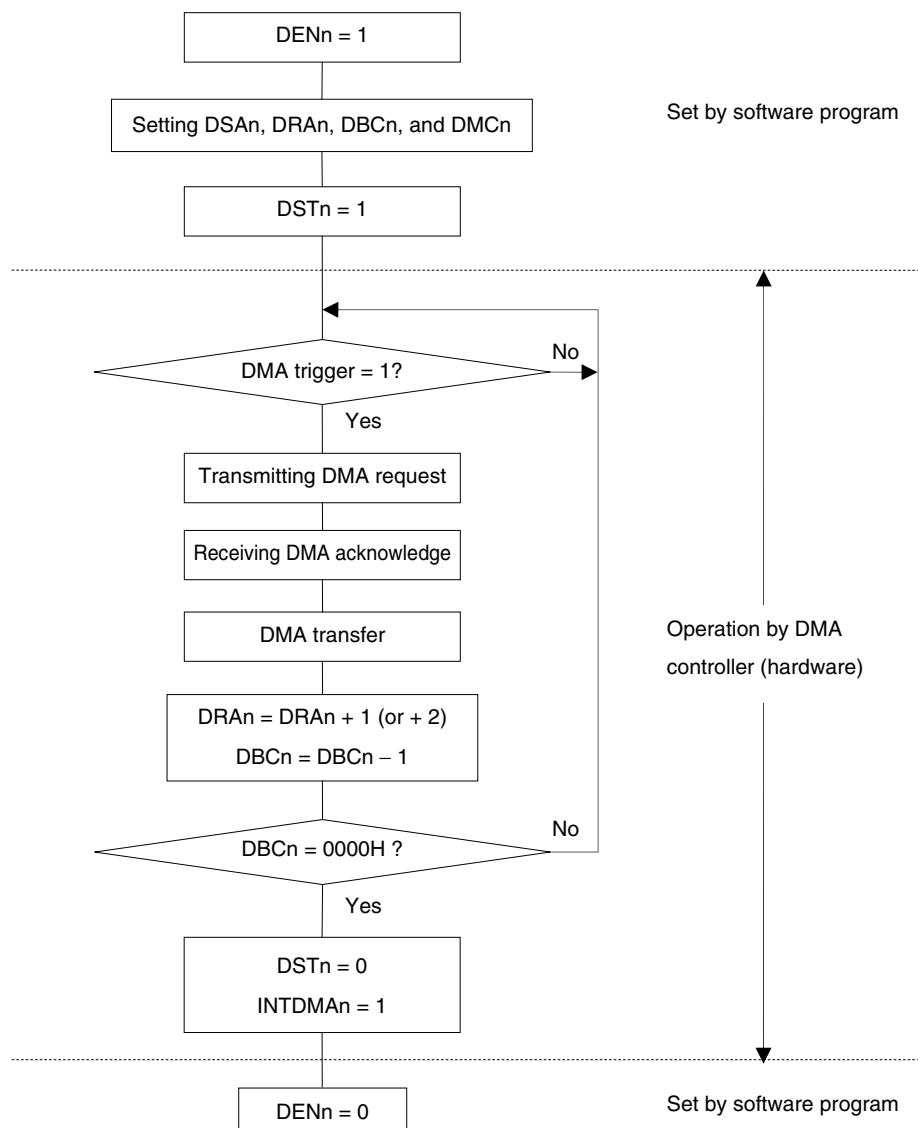 DENn = 1
Setting DSAn, DRAn, DBCn, and DMCn
Set by software program
DSTn = 1
DMA trigger = 1?
No
Yes
Transmitting DMA request
Receiving DMA acknowledge
DMA transfer
Operation by DMA
controller (hardware)
DRAn = DRAn + 1 (or + 2)
DBCn = DBCn − 1
DBCn = 0000H ?
No
Yes
DSTn = 0
INTDMAn = 1
DENn = 0
Set by software program